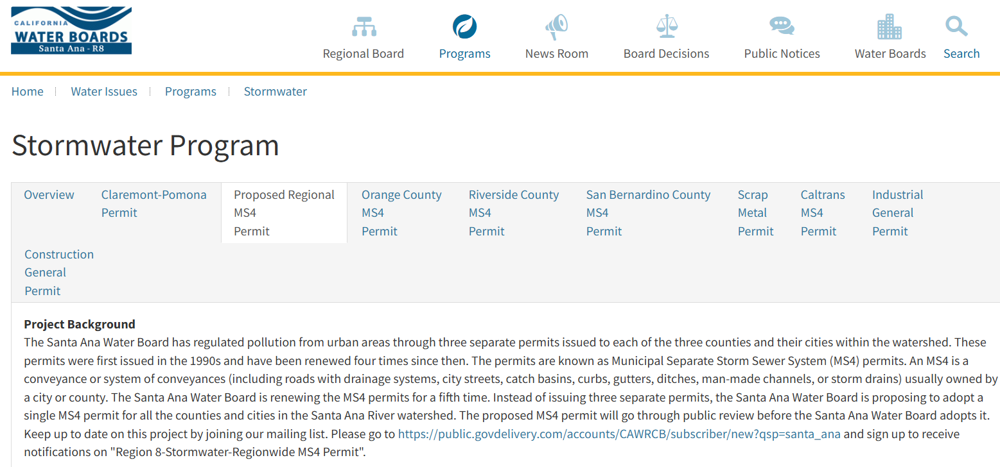 CALIFORNIA
WATER BOARDS
Santa Ana - R8
Regional Board
Programs
News Room
Board Decisions
Public Notices
Water Boards
Search
Home
Water Issues
Programs
Stormwater
Stormwater Program
Overview
Claremont-Pomona
Permit
Proposed Regional
MS4
Permit
Orange County
MS4
Permit
Riverside County
MS4
Permit
San Bernardino County
MS4
Permit
Scrap
Metal
Permit
Caltrans
MS4
Permit
Industrial
General
Permit
Construction
General
Permit
Project Background
The Santa Ana Water Board has regulated pollution from urban areas through three separate permits issued to each of the three counties and their cities within the watershed. These
permits were first issued in the 1990s and have been renewed four times since then. The permits are known as Municipal Separate Storm Sewer System (MS4) permits. An MS4 is a
conveyance or system of conveyances (including roads with drainage systems, city streets, catch basins, curbs, gutters, ditches, man-made channels, or storm drains) usually owned by
a city or county. The Santa Ana Water Board is renewing the MS4 permits for a fifth time. Instead of issuing three separate permits, the Santa Ana Water Board is proposing to adopt a
single MS4 permit for all the counties and cities in the Santa Ana River watershed. The proposed MS4 permit will go through public review before the Santa Ana Water Board adopts it.
Keep up to date on this project by joining our mailing list. Please go to https://public.govdelivery.com/accounts/CAWRCB/subscriber/new?qsp=santa_ana and sign up to receive
notifications on "Region 8-Stormwater-Regionwide MS4 Permit".